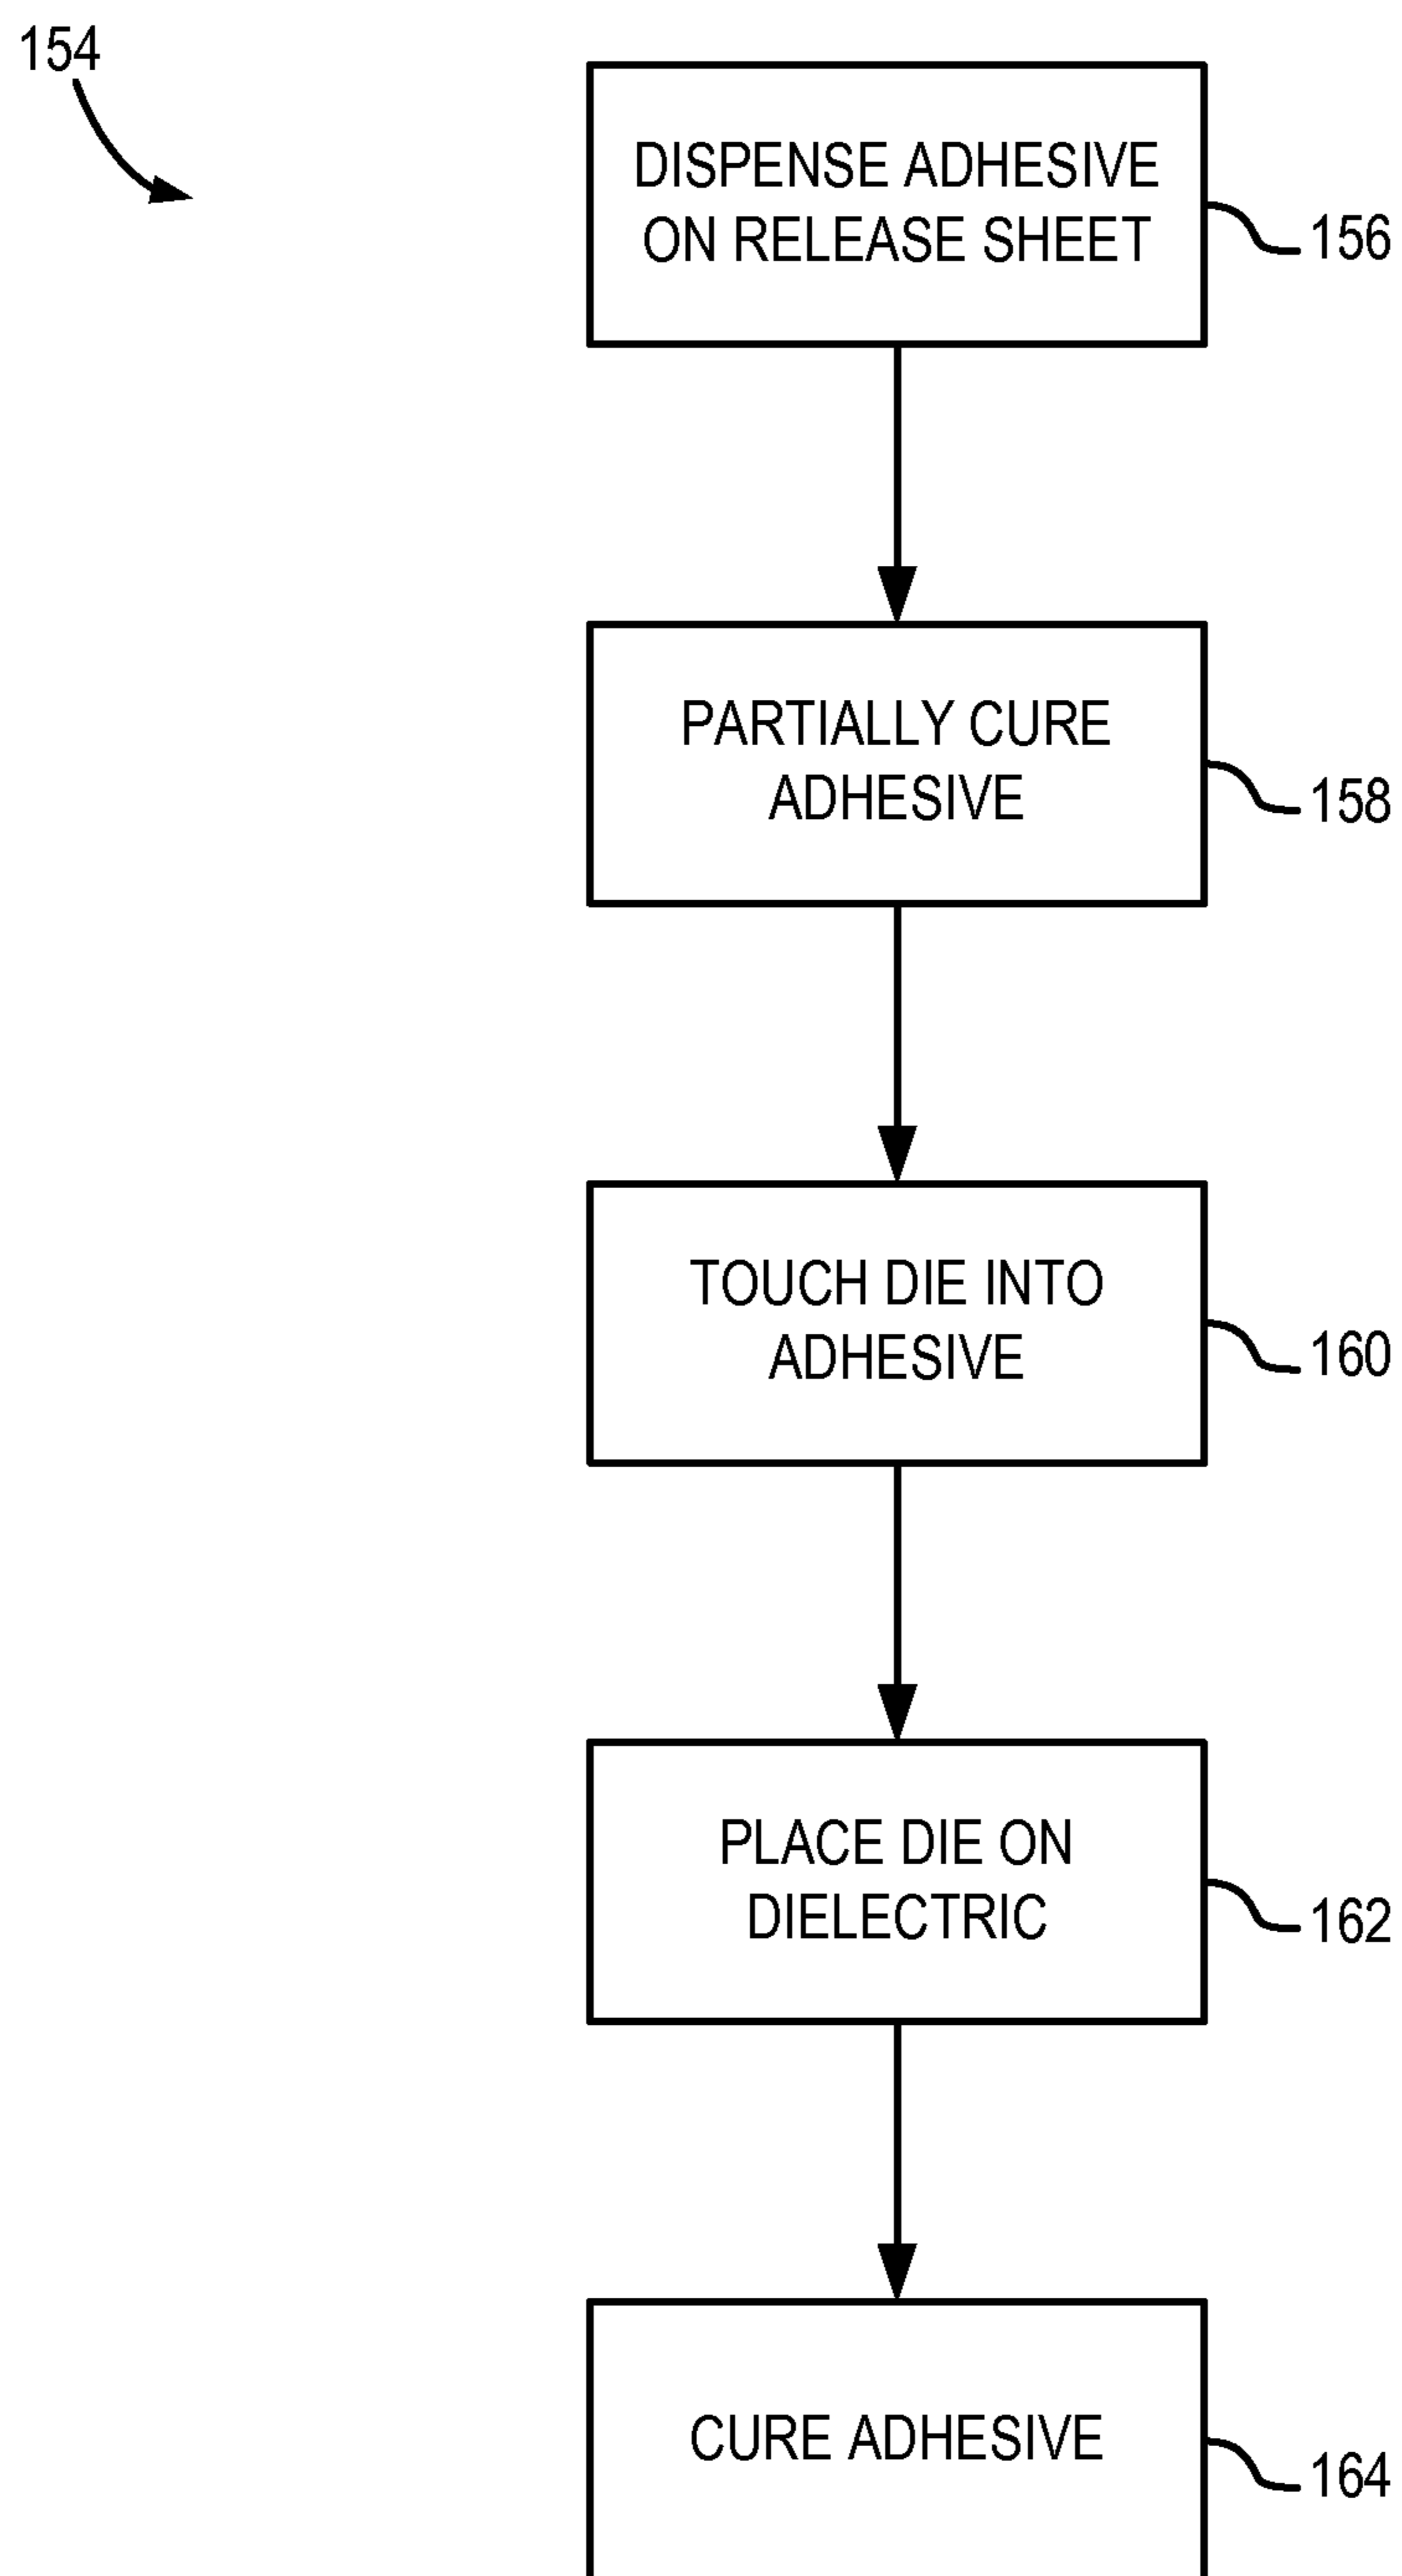 154
DISPENSE ADHESIVE
ON RELEASE SHEET
156
PARTIALLY CURE
ADHESIVE
158
TOUCH DIE INTO
ADHESIVE
160
PLACE DIE ON
DIELECTRIC
162
CURE ADHESIVE
164